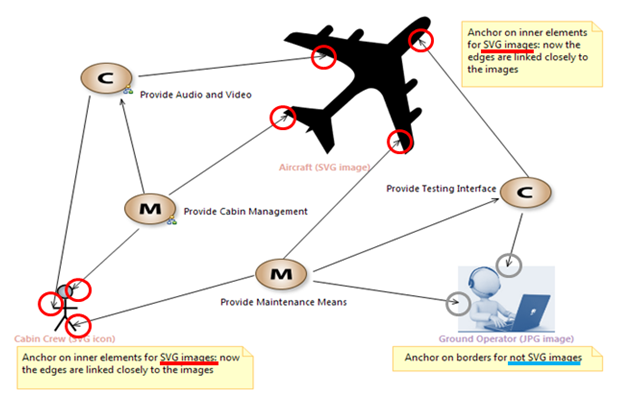 Anchor on inner elements
for SVG images: now the
edges are linked closely to
the images
C
Provide Audio and Video
Aircraft (SVG image)
Provide Testing Interface
C
M
Provide Cabin Management
M
Provide Maintenance Means
Cabin Crew (SVG icon)
Ground Operator (JPG image)
Anchor on inner elements for SVG images: now
the edges are linked closely to the images
Anchor on borders for not SVG images